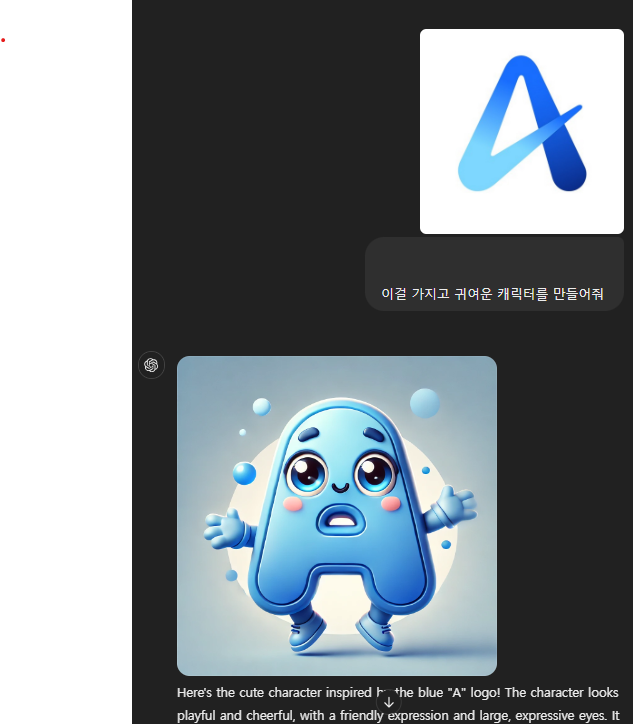 이걸 가지고 귀여운 캐릭터를 만들어줘
Here's the cute character inspired by the blue "A" logo! The character looks
playful and cheerful, with a friendly expression and large, expressive eyes. It